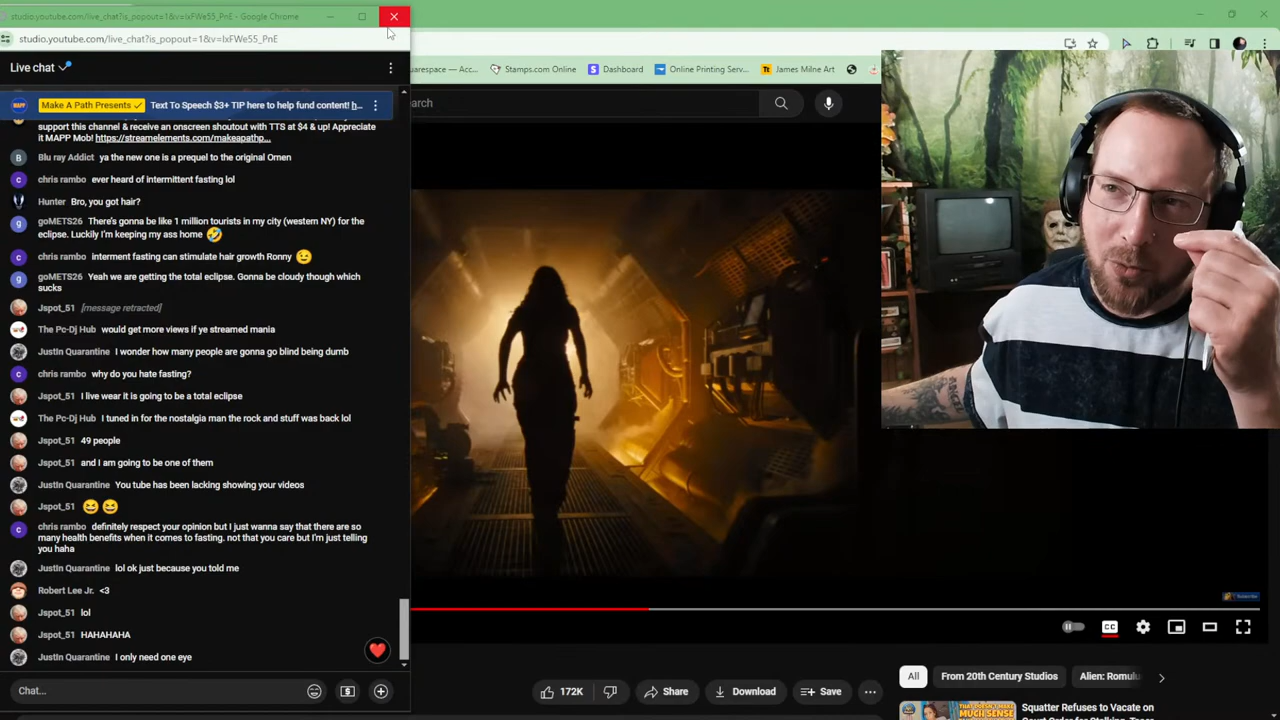 studio.youtube.com/live_chat?is_popout=1&v=IxFWe55_PnE - Google Chrome
studio.youtube.com/live_chat?is_popout=1&v=IxFWe55_PnE
Live chat
Make A Path Presents Text To Speech $3+ TIP here to help fund content! h...
support this channel & receive an onscreen shoutout with TTS at $4 & up! Appreciate
it MAPP Mob! https://streamelements.com/makeapathp...
Blu ray Addict ya the new one is a prequel to the original Omen
chris rambo ever heard of intermittent fasting lol
Hunter Bro, you got hair?
goMETS26 There's gonna be like 1 million tourists in my city (western NY) for the
eclipse. Luckily I'm keeping my ass home 🤣
chris rambo interment fasting can stimulate hair growth Ronny 😉
goMETS26 Yeah we are getting the total eclipse. Gonna be cloudy though which
sucks
Jspot_51 [message retracted]
The Pc-Dj Hub would get more views if ye streamed mania
JustIn Quarantine I wonder how many people are gonna go blind being dumb
chris rambo why do you hate fasting?
Jspot_51 I live wear it is going to be a total eclipse
The Pc-Dj Hub I tuned in for the nostalgia man the rock and stuff was back lol
Jspot_51 49 people
Jspot_51 and I am going to be one of them
JustIn Quarantine You tube has been lacking showing your videos
Jspot_51 😆 😆
chris rambo definitely respect your opinion but I just wanna say that there are so
many health benefits when it comes to fasting. not that you care but I'm just telling
you haha
JustIn Quarantine lol ok just because you told me
Robert Lee Jr. <3
Jspot_51 lol
Jspot_51 HAHAHAHA
JustIn Quarantine I only need one eye
Chat...
uarespace — Acc...
Stamps.com Online
Dashboard
Online Printing Serv...
James Milne Art
earch
CC
172K
Share
Download
Save
All
From 20th Century Studios
Alien: Romulu
Squatter Refuses to Vacate on